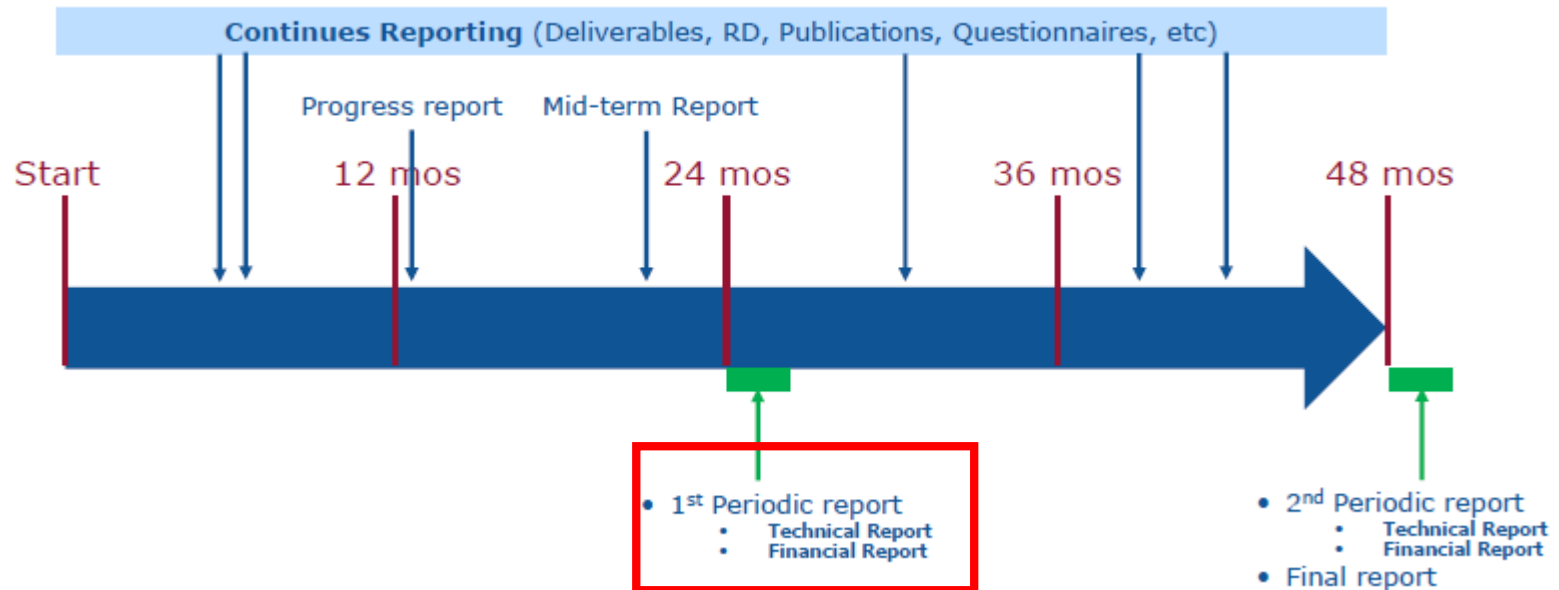 Continues Reporting (Deliverables, RD, Publications, Questionnaires, etc)
Progress report
Mid-term Report
Start
12 mos
24 mos
36 mos
48 mos
• 1st Periodic report
• Technical Report
• Financial Report
• 2nd Periodic report
• Technical Report
• Financial Report
• Final report